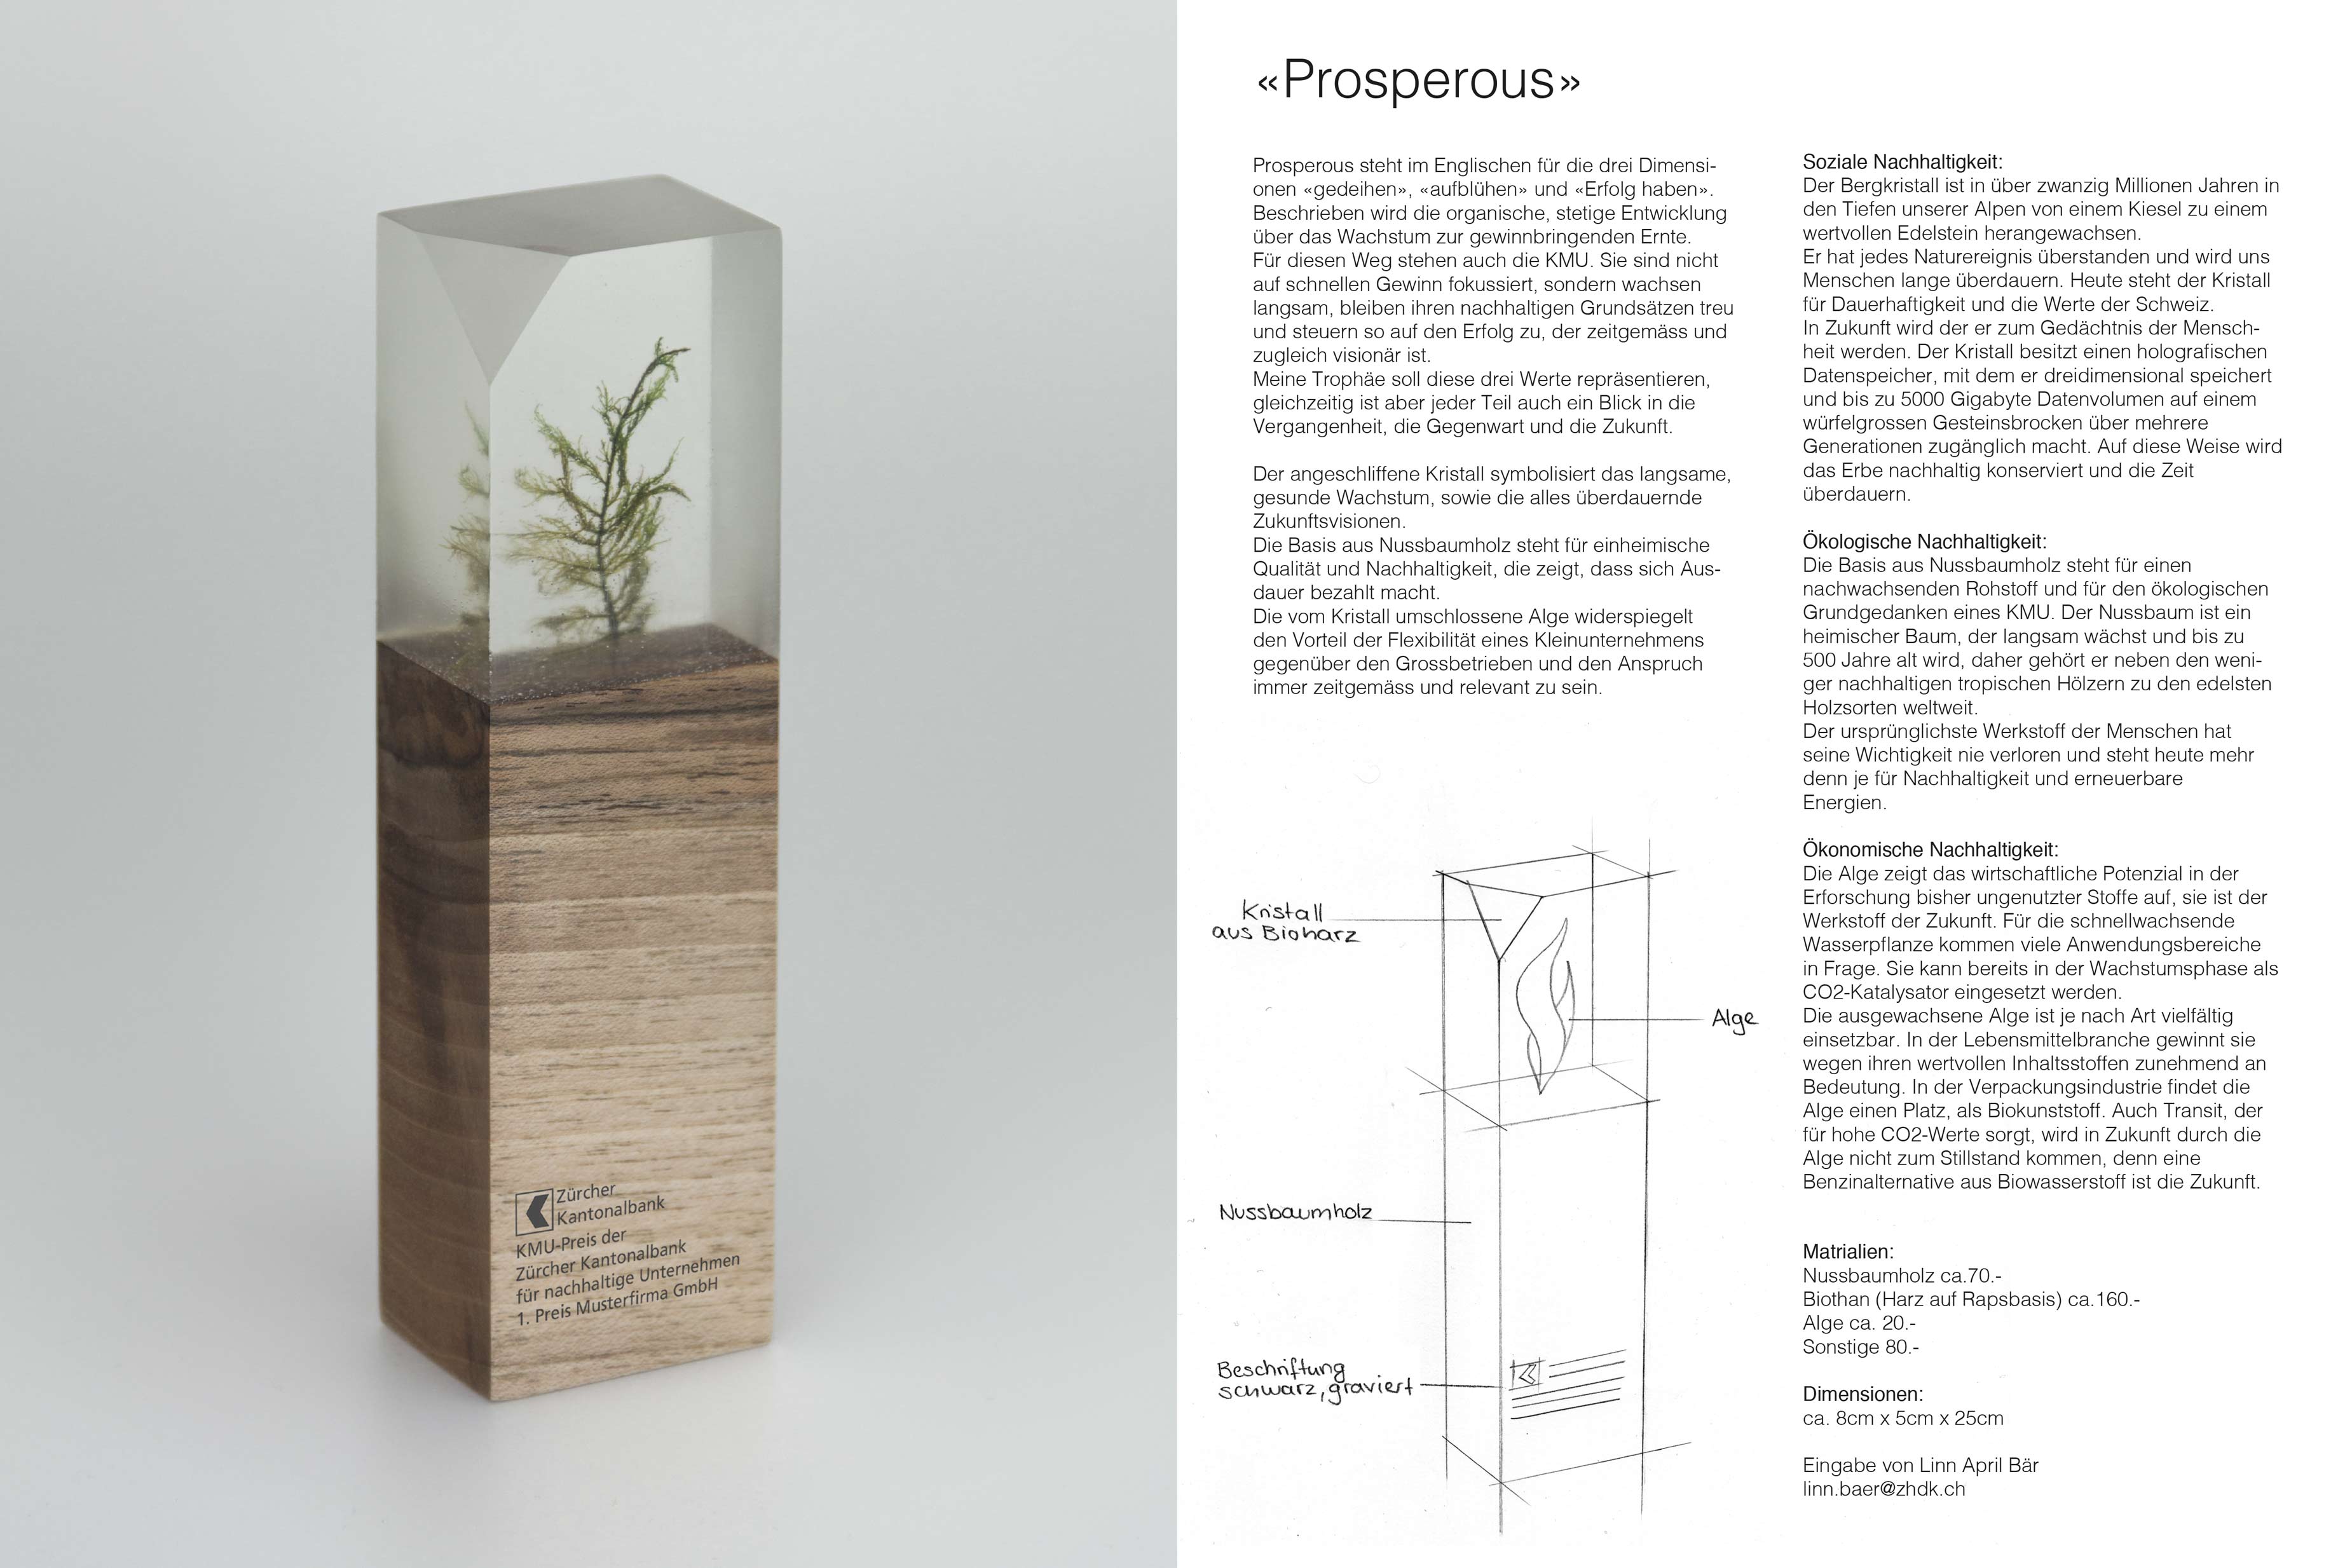 Zürcher
Kantonalbank
KMU-Preis der
Zürcher Kantonalbank
für nachhaltige Unternehmen
1. Preis Musterfirma GmbH
«Prosperous»
Prosperous steht im Englischen für die drei Dimensi-
onen «gedeihen», «aufblühen» und «Erfolg haben».
Beschrieben wird die organische, stetige Entwicklung
über das Wachstum zur gewinnbringenden Ernte.
Für diesen Weg stehen auch die KMU. Sie sind nicht
auf schnellen Gewinn fokussiert, sondern wachsen
langsam, bleiben ihren nachhaltigen Grundsätzen treu
und steuern so auf den Erfolg zu, der zeitgemäss und
zugleich visionär ist.
Meine Trophäe soll diese drei Werte repräsentieren,
gleichzeitig ist aber jeder Teil auch ein Blick in die
Vergangenheit, die Gegenwart und die Zukunft.
Der angeschliffene Kristall symbolisiert das langsame,
gesunde Wachstum, sowie die alles überdauernde
Zukunftsvisionen.
Die Basis aus Nussbaumholz steht für einheimische
Qualität und Nachhaltigkeit, die zeigt, dass sich Aus-
dauer bezahlt macht.
Die vom Kristall umschlossene Alge widerspiegelt
den Vorteil der Flexibilität eines Kleinunternehmens
gegenüber den Grossbetrieben und den Anspruch
immer zeitgemäss und relevant zu sein.
Kristall
aus Bioharz
Alge
Nussbaumholz
Beschriftung
schwarz, graviert
Soziale Nachhaltigkeit:
Der Bergkristall ist in über zwanzig Millionen Jahren in
den Tiefen unserer Alpen von einem Kiesel zu einem
wertvollen Edelstein herangewachsen.
Er hat jedes Naturereignis überstanden und wird uns
Menschen lange überdauern. Heute steht der Kristall
für Dauerhaftigkeit und die Werte der Schweiz.
In Zukunft wird der er zum Gedächtnis der Mensch-
heit werden. Der Kristall besitzt einen holografischen
Datenspeicher, mit dem er dreidimensional speichert
und bis zu 5000 Gigabyte Datenvolumen auf einem
würfelgrossen Gesteinsbrocken über mehrere
Generationen zugänglich macht. Auf diese Weise wird
das Erbe nachhaltig konserviert und die Zeit
überdauern.
Ökologische Nachhaltigkeit:
Die Basis aus Nussbaumholz steht für einen
nachwachsenden Rohstoff und für den ökologischen
Grundgedanken eines KMU. Der Nussbaum ist ein
heimischer Baum, der langsam wächst und bis zu
500 Jahre alt wird, daher gehört er neben den weni-
ger nachhaltigen tropischen Hölzern zu den edelsten
Holzsorten weltweit.
Der ursprünglichste Werkstoff der Menschen hat
seine Wichtigkeit nie verloren und steht heute mehr
denn je für Nachhaltigkeit und erneuerbare
Energien.
Ökonomische Nachhaltigkeit:
Die Alge zeigt das wirtschaftliche Potenzial in der
Erforschung bisher ungenutzter Stoffe auf, sie ist der
Werkstoff der Zukunft. Für die schnellwachsende
Wasserpflanze kommen viele Anwendungsbereiche
in Frage. Sie kann bereits in der Wachstumsphase als
CO2-Katalysator eingesetzt werden.
Die ausgewachsene Alge ist je nach Art vielfältig
einsetzbar. In der Lebensmittelbranche gewinnt sie
wegen ihren wertvollen Inhaltsstoffen zunehmend an
Bedeutung. In der Verpackungsindustrie findet die
Alge einen Platz, als Biokunststoff. Auch Transit, der
für hohe CO2-Werte sorgt, wird in Zukunft durch die
Alge nicht zum Stillstand kommen, denn eine
Benzinalternative aus Biowasserstoff ist die Zukunft.
Matrialien:
Nussbaumholz ca.70.-
Biothan (Harz auf Rapsbasis) ca.160.-
Alge ca. 20.-
Sonstige 80.-
Dimensionen:
ca. 8cm x 5cm x 25cm
Eingabe von Linn April Bär
linn.baer@zhdk.ch